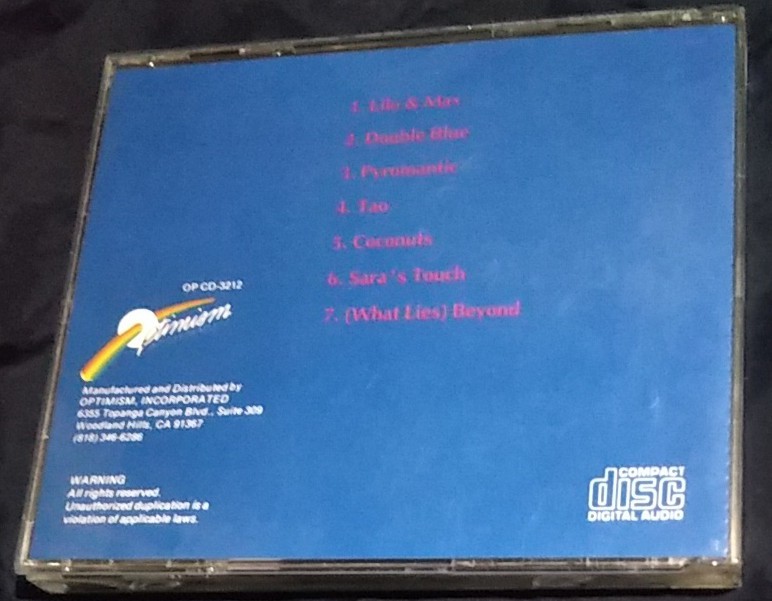 1. Lilo & Max
2. Double Blue
3. Pyromantic
4. Tao
5. Coconuts
6. Sara's Touch
7. (What Lies) Beyond
OP CD-3212
Optimism
Manufactured and Distributed by
OPTIMISM, INCORPORATED
6355 Topanga Canyon Blvd., Suite 309
Woodland Hills, CA 91367
(818) 346-6286
WARNING
All rights reserved.
Unauthorized duplication is a
violation of applicable laws.
COMPACT
disc
DIGITAL AUDIO